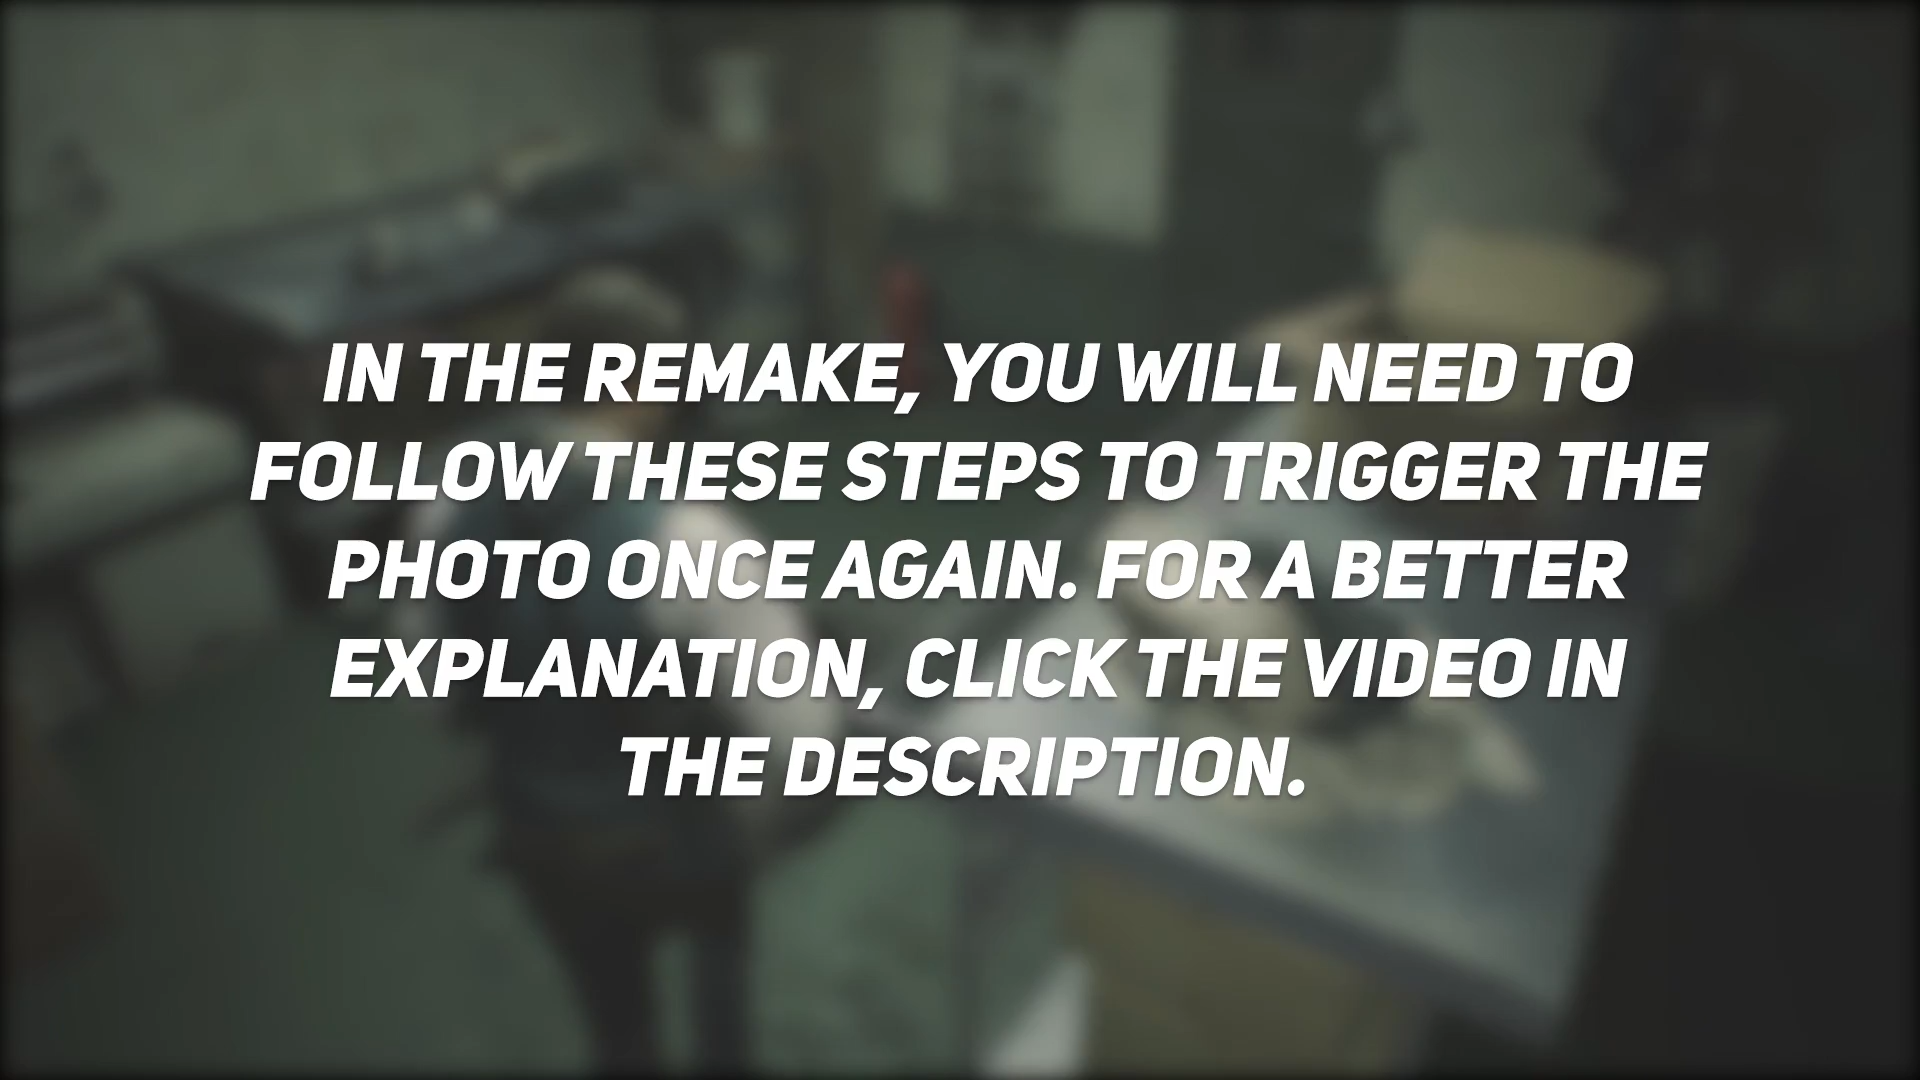 IN THE REMAKE, YOU WILL NEED TO
FOLLOW THESE STEPS TO TRIGGER THE
PHOTO ONCE AGAIN. FOR A BETTER
EXPLANATION, CLICK THE VIDEO IN
THE DESCRIPTION.